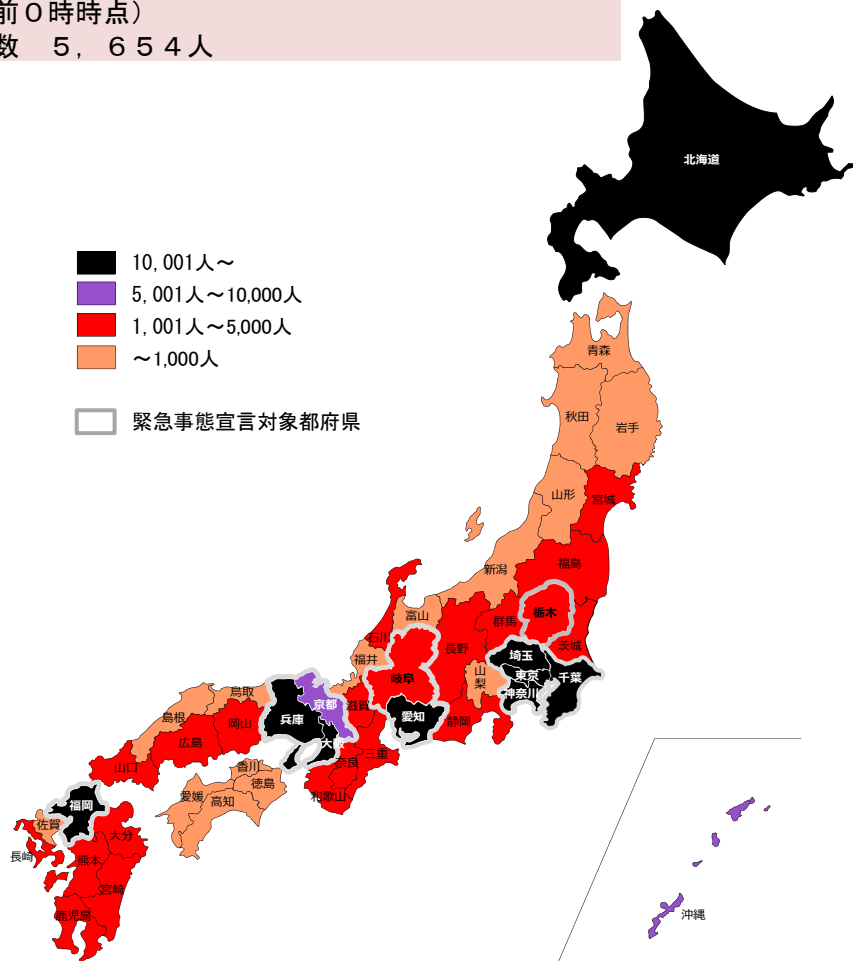 前０時時点）
数　５，６５４人
北海道
10,001人～
5,001人～10,000人
1,001人～5,000人
～1,000人
緊急事態宣言対象都府県
青森
秋田
岩手
山形
宮城
新潟
福島
富山
石川
群馬
栃木
福井
長野
茨城
埼玉
岐阜
山梨
東京
千葉
神奈川
鳥取
京都
滋賀
島根
岡山
兵庫
愛知
静岡
広島
大阪
三重
奈良
山口
香川
徳島
和歌山
愛媛
高知
福岡
佐賀
大分
長崎
熊本
宮崎
鹿児島
沖縄